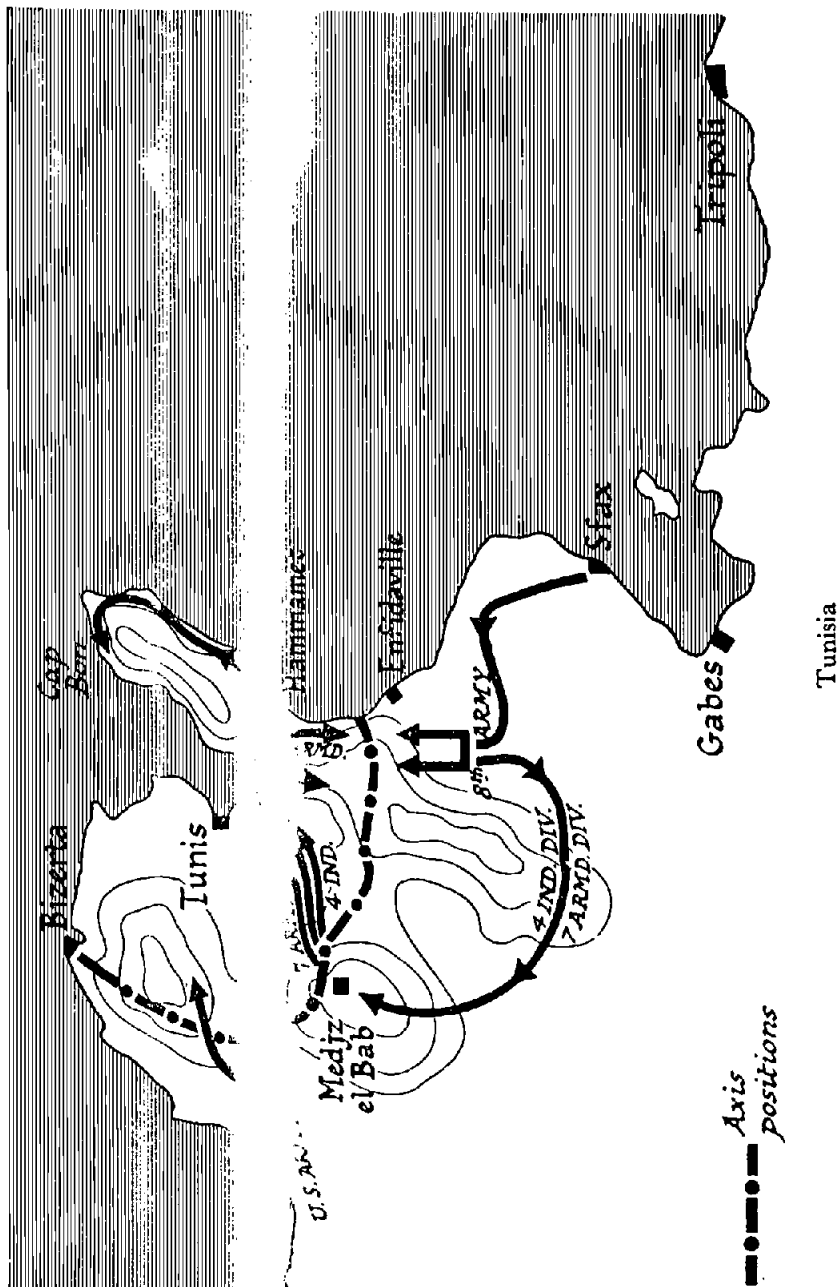 Cap
Bon
Bizerta
Tunis
Hammamet
Enfidaville
4 IND.
Medjz
el Bab
8th ARMY
4 IND. DIV.
7 ARMD. DIV.
Sfax
Gabes
Tripoli
Axis
positions
Tunisia